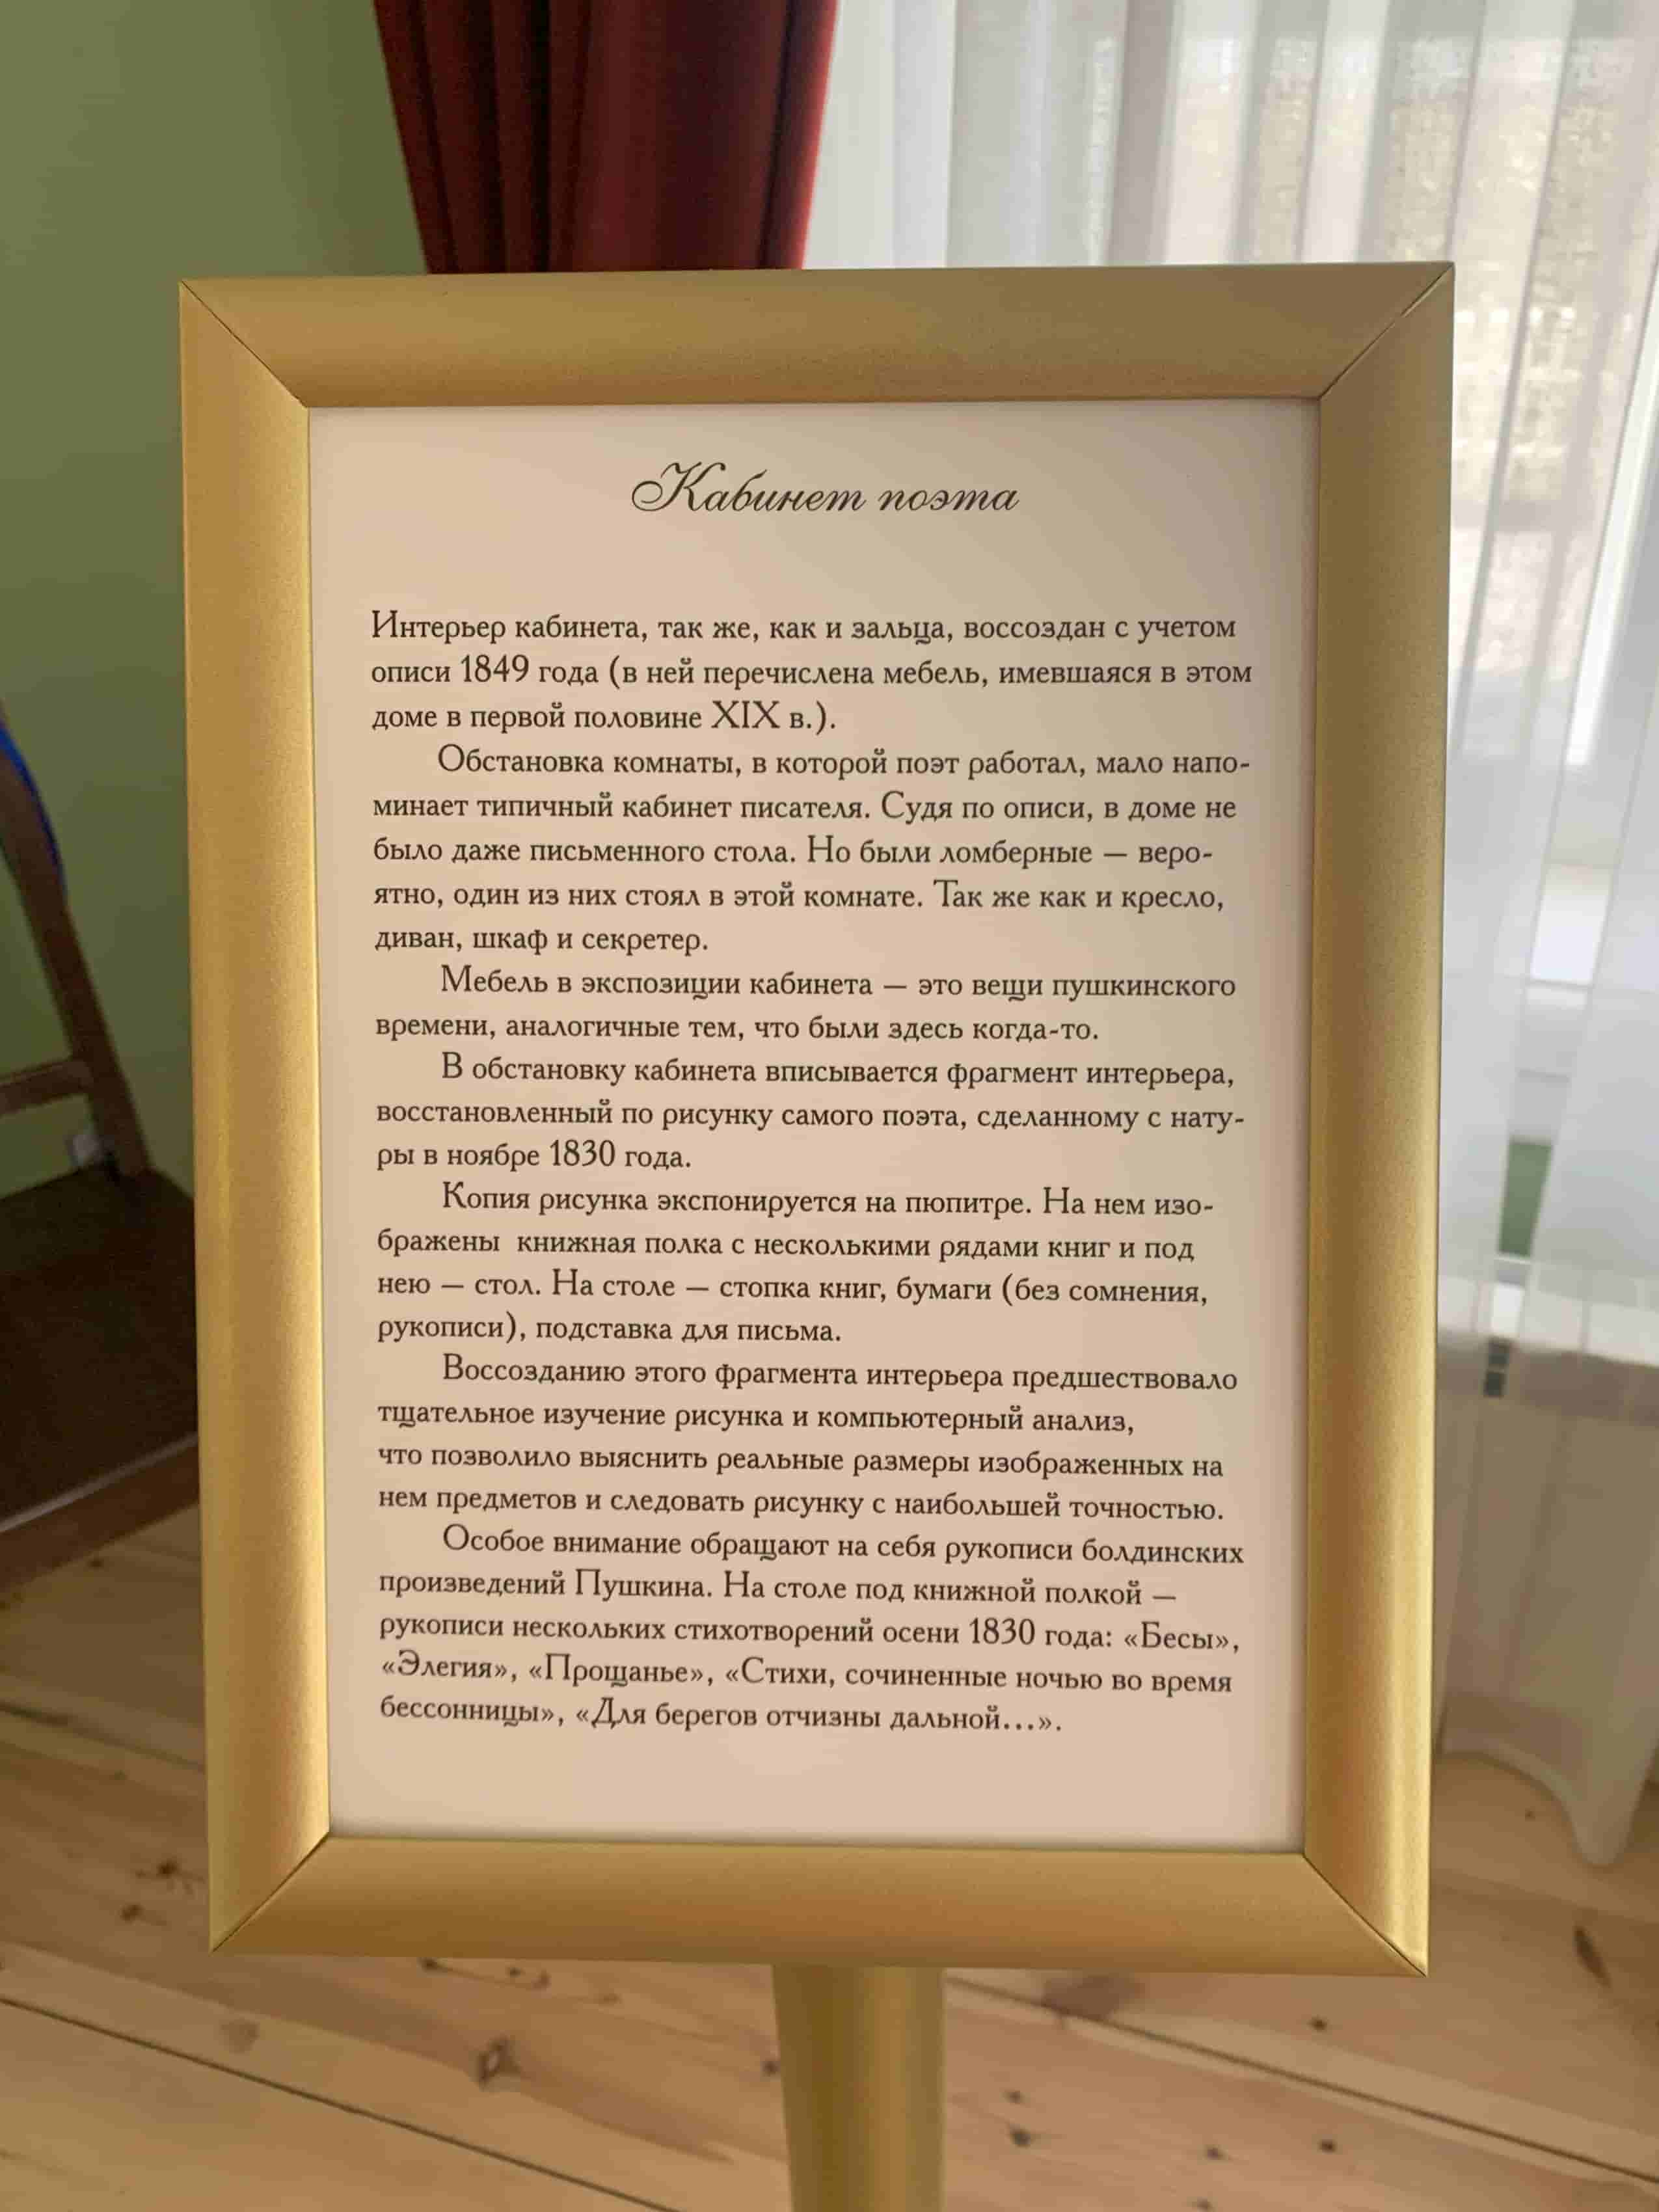 Кабинет поэта
Интерьер кабинета, так же, как и зальца, воссоздан с учетом
описи 1849 года (в ней перечислена мебель, имевшаяся в этом
доме в первой половине XIX в.).
Обстановка комнаты, в которой поэт работал, мало напо-
минает типичный кабинет писателя. Судя по описи, в доме не
было даже письменного стола. Но были ломберные — веро-
ятно, один из них стоял в этой комнате. Так же как и кресло,
диван, шкаф и секретер.
Мебель в экспозиции кабинета — это вещи пушкинского
времени, аналогичные тем, что были здесь когда-то.
В обстановку кабинета вписывается фрагмент интерьера,
восстановленный по рисунку самого поэта, сделанному с нату-
ры в ноябре 1830 года.
Копия рисунка экспонируется на пюпитре. На нем изо-
бражены книжная полка с несколькими рядами книг и под
нею — стол. На столе — стопка книг, бумаги (без сомнения,
рукописи), подставка для письма.
Воссозданию этого фрагмента интерьера предшествовало
тщательное изучение рисунка и компьютерный анализ,
что позволило выяснить реальные размеры изображенных на
нем предметов и следовать рисунку с наибольшей точностью.
Особое внимание обращают на себя рукописи болдинских
произведений Пушкина. На столе под книжной полкой —
рукописи нескольких стихотворений осени 1830 года: «Бесы»,
«Элегия», «Прощанье», «Стихи, сочиненные ночью во время
бессонницы», «Для берегов отчизны дальной...».